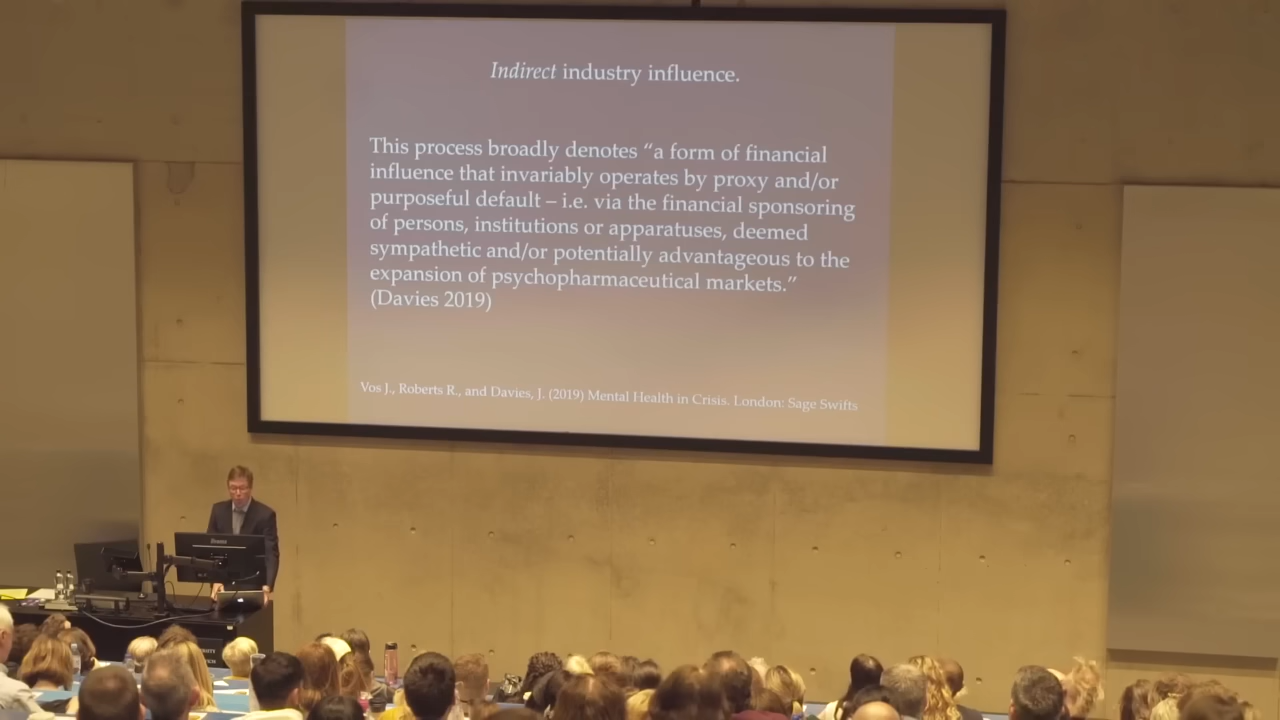 Indirect industry influence.
This process broadly denotes “a form of financial
influence that invariably operates by proxy and/or
purposeful default – i.e. via the financial sponsoring
of persons, institutions or apparatuses, deemed
sympathetic and/or potentially advantageous to the
expansion of psychopharmaceutical markets.”
(Davies 2019)
Vos J., Roberts R., and Davies, J. (2019) Mental Health in Crisis. London: Sage Swifts